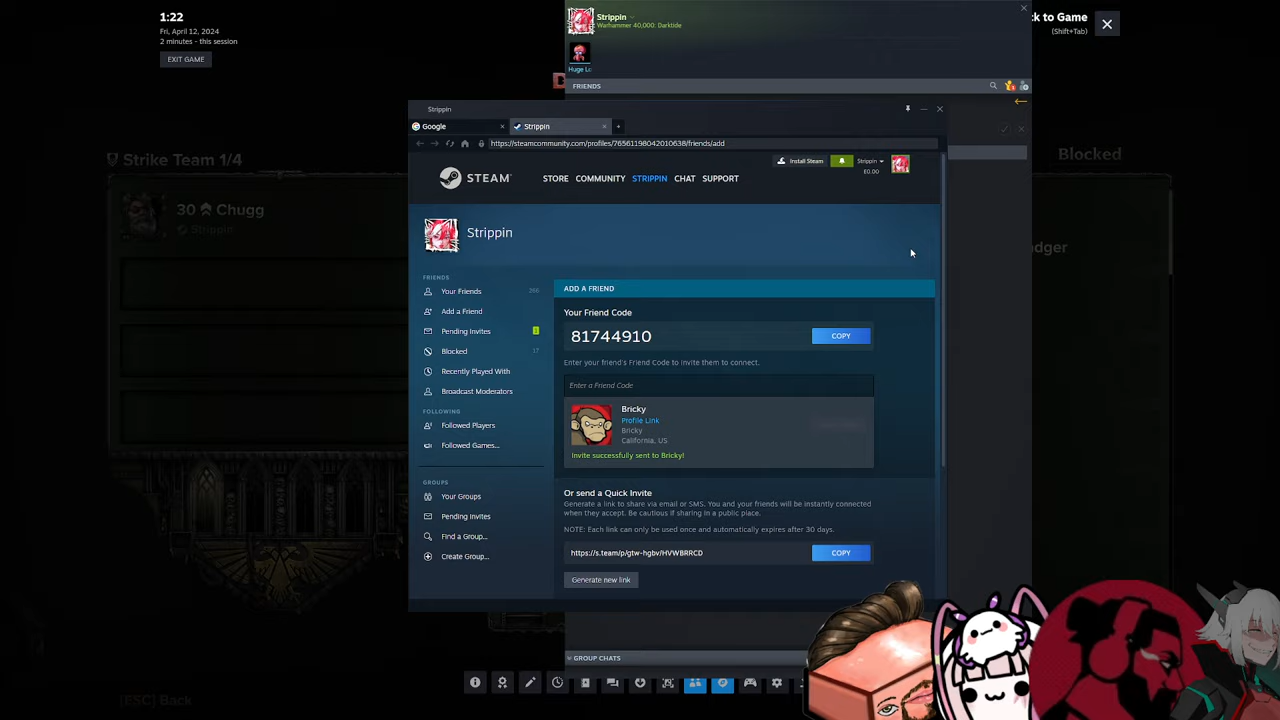 1:22
Fri, April 12, 2024
2 minutes - this session
EXIT GAME
Strippin
Warhammer 40,000: Darktide
ck to Game
(Shift+Tab)
FRIENDS
Strippin
Google
Strippin
https://steamcommunity.com/profiles/76561198042010638/friends/add
Install Steam
Strippin
£0.00
STEAM
STORE
COMMUNITY
STRIPPIN
CHAT
SUPPORT
Strippin
Strike Team 1/4
30 Chugg
Strippin
Blocked
FRIENDS
Your Friends 266
Add a Friend
Pending Invites 1
Blocked 17
Recently Played With
Broadcast Moderators
FOLLOWING
Followed Players
Followed Games...
GROUPS
Your Groups
Pending Invites
Find a Group...
Create Group...
ADD A FRIEND
Your Friend Code
81744910
COPY
Enter your friend's Friend Code to invite them to connect.
Enter a Friend Code
Bricky
Profile Link
Bricky
California, US
Invite successfully sent to Bricky!
Or send a Quick Invite
Generate a link to share via email or SMS. You and your friends will be instantly connected
when they accept. Be cautious if sharing in a public place.
NOTE: Each link can only be used once and automatically expires after 30 days.
https://s.team/p/gtw-hgbv/HVWBRRCD
COPY
Generate new link
GROUP CHATS
[ESC] Back